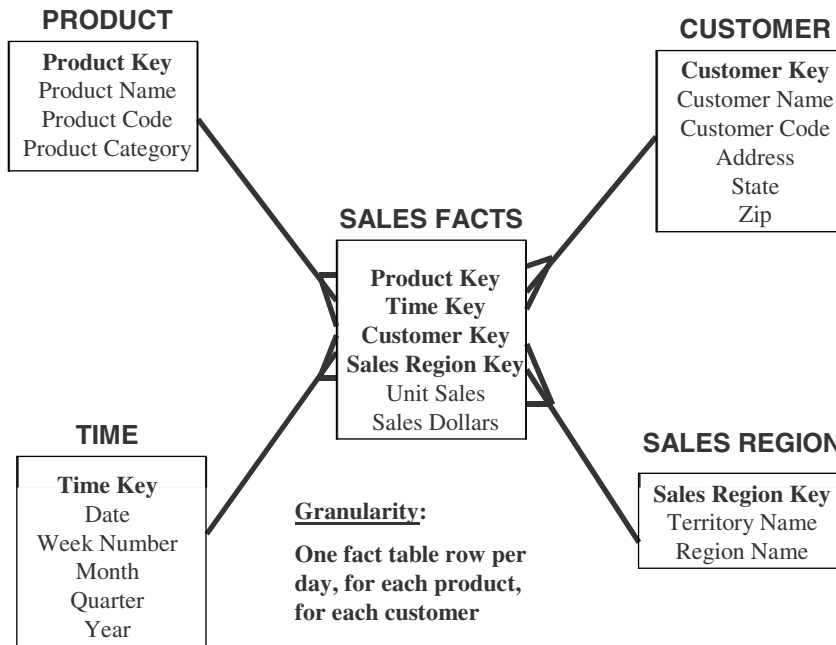 PRODUCT
Product Key
Product Name
Product Code
Product Category
CUSTOMER
Customer Key
Customer Name
Customer Code
Address
State
Zip
SALES FACTS
Product Key
Time Key
Customer Key
Sales Region Key
Unit Sales
Sales Dollars
TIME
Time Key
Date
Week Number
Month
Quarter
Year
Granularity:
One fact table row per
day, for each product,
for each customer
SALES REGION
Sales Region Key
Territory Name
Region Name